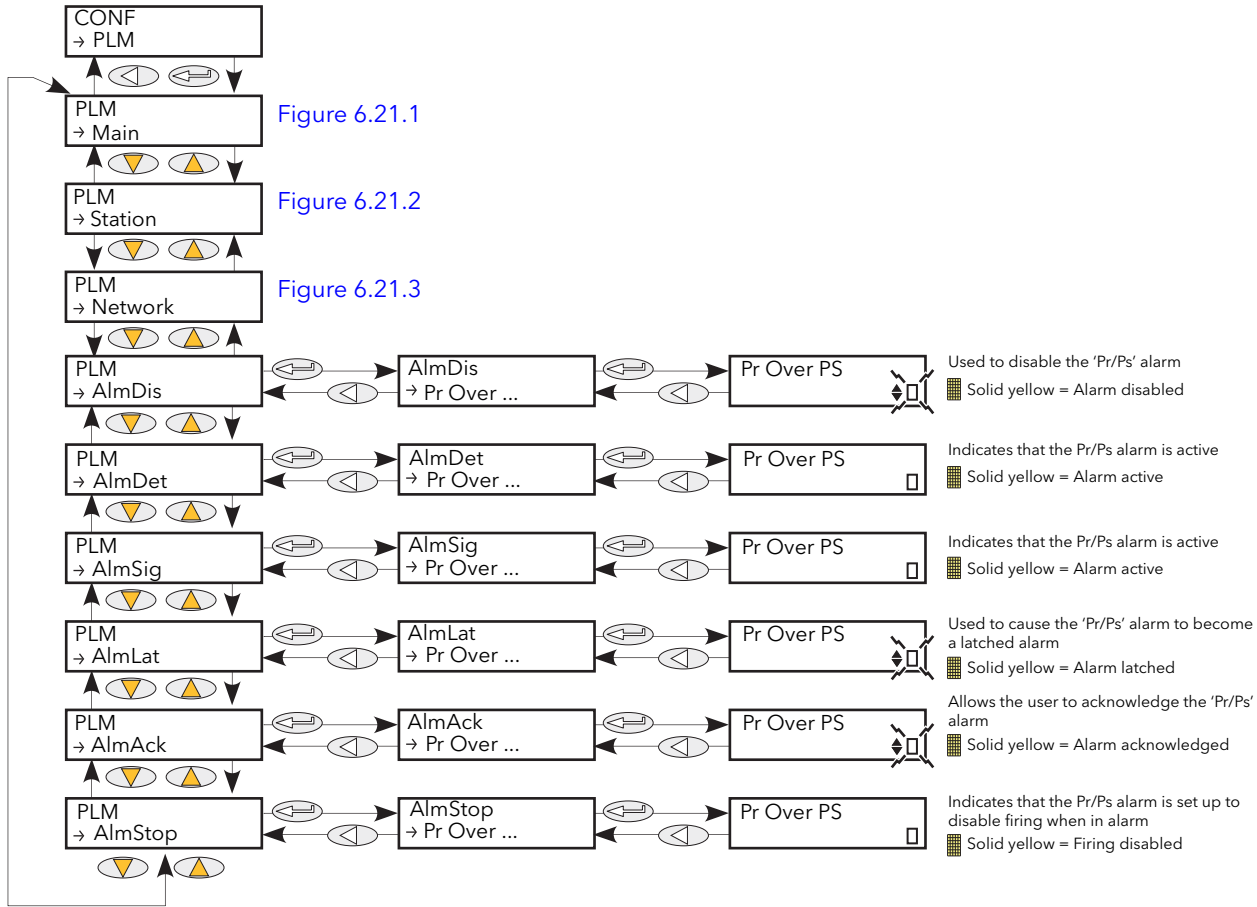 CONF
→ PLM
PLM
→ Main
Figure 6.21.1
PLM
→ Station
Figure 6.21.2
PLM
→ Network
Figure 6.21.3
PLM
→ AlmDis
AlmDis
→ Pr Over ...
Pr Over PS
Used to disable the ‘Pr/Ps’ alarm
Solid yellow = Alarm disabled
PLM
→ AlmDet
AlmDet
→ Pr Over ...
Pr Over PS
Indicates that the Pr/Ps alarm is active
Solid yellow = Alarm active
PLM
→ AlmSig
AlmSig
→ Pr Over ...
Pr Over PS
Indicates that the Pr/Ps alarm is active
Solid yellow = Alarm active
PLM
→ AlmLat
AlmLat
→ Pr Over ...
Pr Over PS
Used to cause the ‘Pr/Ps’ alarm to become
a latched alarm
Solid yellow = Alarm latched
PLM
→ AlmAck
AlmAck
→ Pr Over ...
Pr Over PS
Allows the user to acknowledge the ‘Pr/Ps’
alarm
Solid yellow = Alarm acknowledged
PLM
→ AlmStop
AlmStop
→ Pr Over ...
Pr Over PS
Indicates that the Pr/Ps alarm is set up to
disable firing when in alarm
Solid yellow = Firing disabled